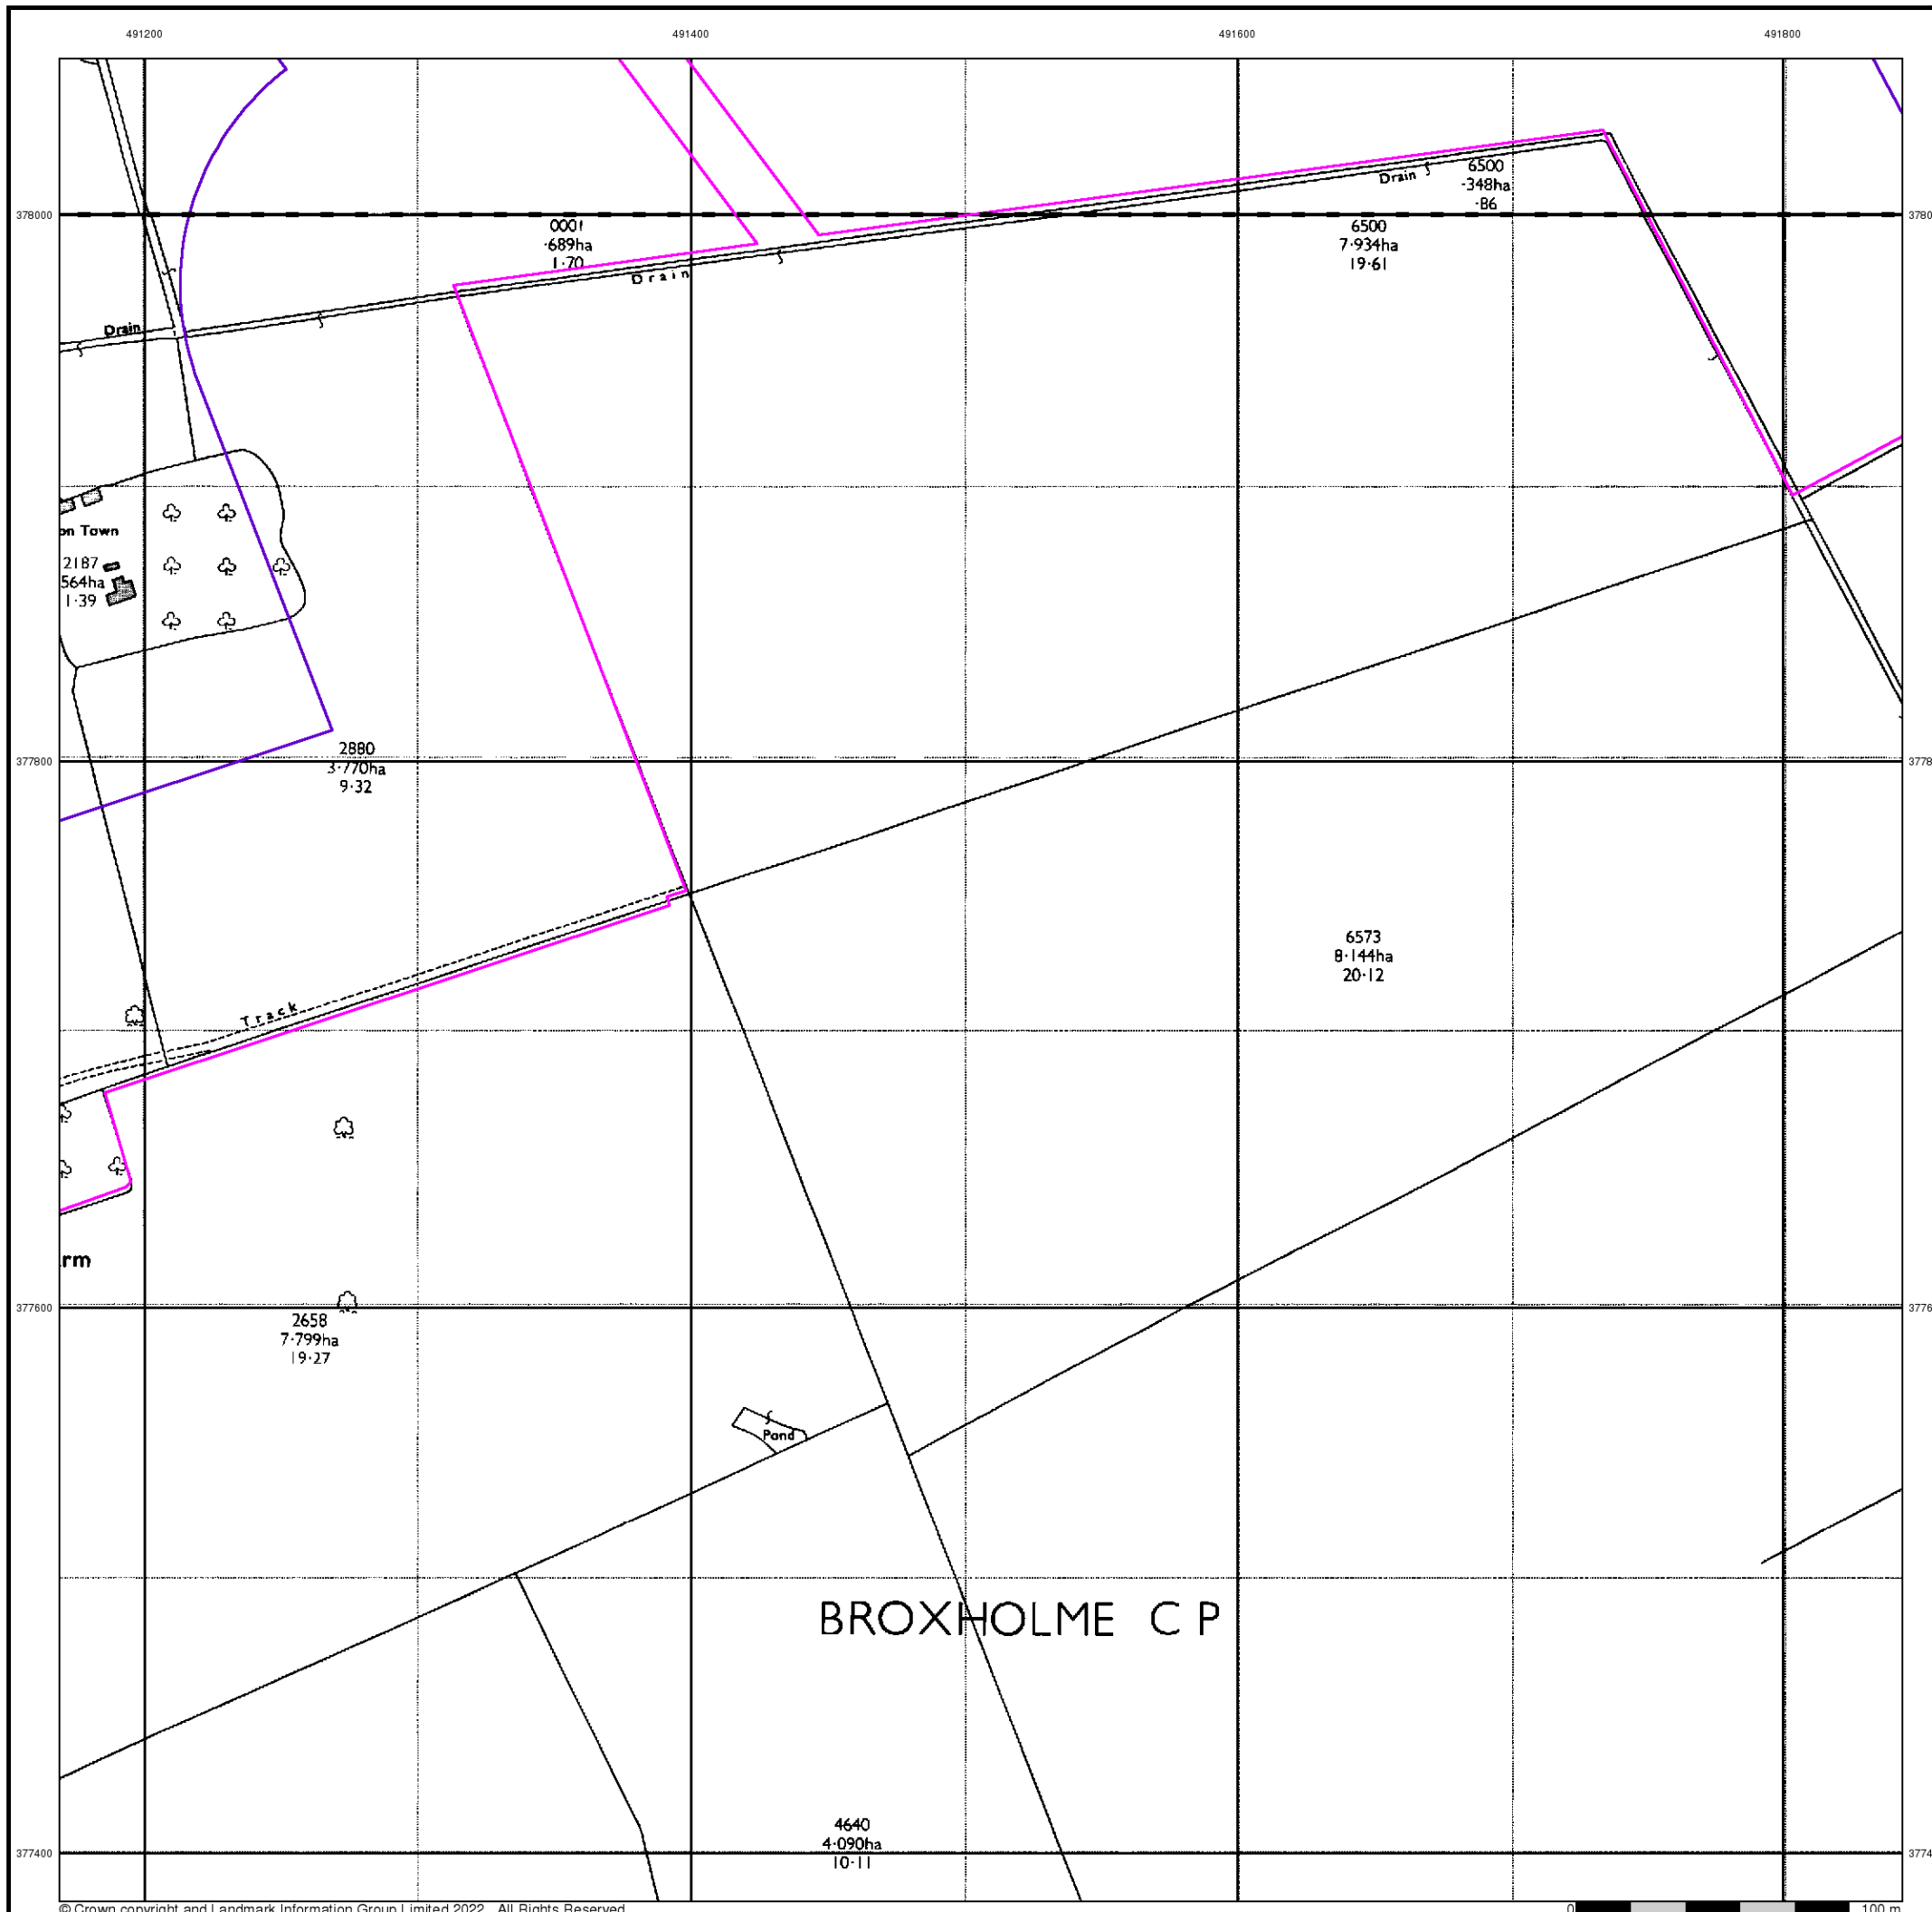 491200 491400 491600 491800
6500
·348ha
·86
Drain
378000
0001
·689ha
1·70
6500
7·934ha
19·61
Drain
Drain
on Town
2187
564ha
1·39
2880
3·770ha
9·32
377800
6573
8·144ha
20·12
Track
rm
377600
2658
7·799ha
19·27
Pond
BROXHOLME C P
4640
4·090ha
10·11
377400
© Crown copyright and Landmark Information Group Limited 2022. All Rights Reserved
0 100 m